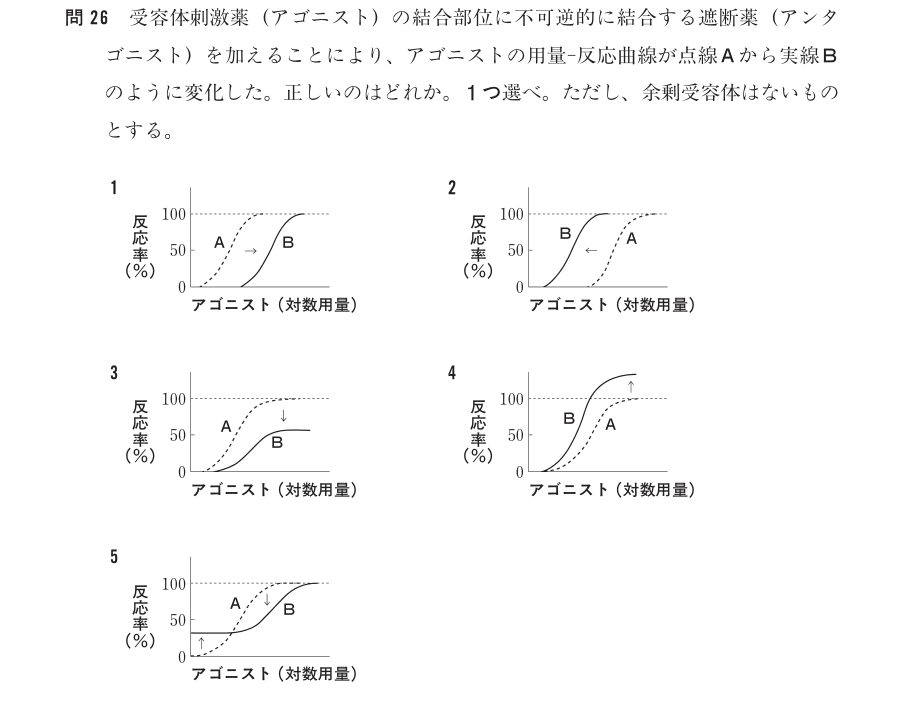 問26 受容体刺激薬（アゴニスト）の結合部位に不可逆的に結合する遮断薬（アンタ
ゴニスト）を加えることにより、アゴニストの用量-反応曲線が点線Aから実線B
のように変化した。正しいのはどれか。1つ選べ。ただし、余剰受容体はないもの
とする。
1
反応率(%)
100
50
0
A
→
B
アゴニスト（対数用量）
2
反応率(%)
100
50
0
B
←
A
アゴニスト（対数用量）
3
反応率(%)
100
50
0
A
↓
B
アゴニスト（対数用量）
4
反応率(%)
100
50
0
B
↑
A
アゴニスト（対数用量）
5
反応率(%)
100
50
0
A
↓
B
↑
アゴニスト（対数用量）